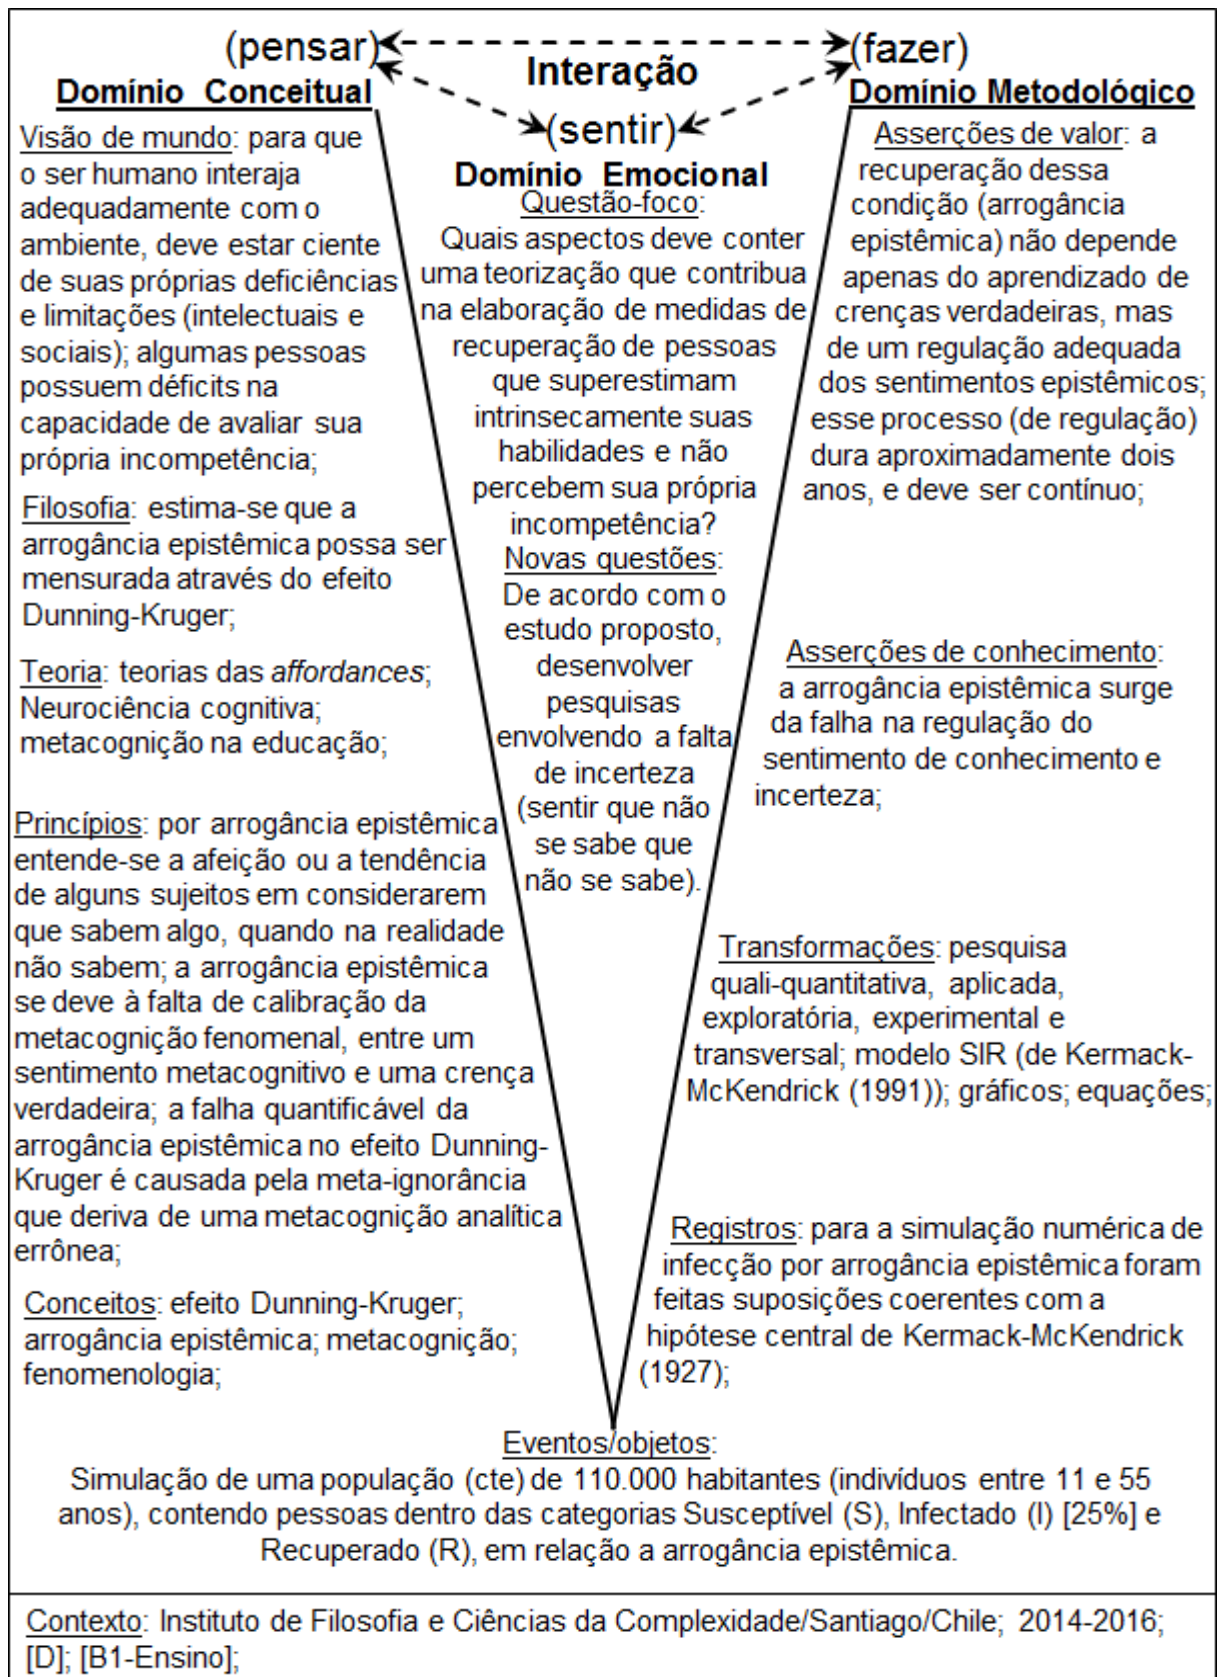 (pensar)
(fazer)
Interação
Domínio Conceitual
Domínio Metodológico
(sentir)
Domínio Emocional
Visão de mundo: para que
o ser humano interaja
adequadamente com o
ambiente, deve estar ciente
de suas próprias deficiências
e limitações (intelectuais e
sociais); algumas pessoas
possuem déficits na
capacidade de avaliar sua
própria incompetência;
Filosofia: estima-se que a
arrogância epistêmica possa ser
mensurada através do efeito
Dunning-Kruger;
Teoria: teorias das affordances;
Neurociência cognitiva;
metacognição na educação;
Princípios: por arrogância epistêmica
entende-se a afeição ou a tendência
de alguns sujeitos em considerarem
que sabem algo, quando na realidade
não sabem; a arrogância epistêmica
se deve à falta de calibração da
metacognição fenomenal, entre um
sentimento metacognitivo e uma crença
verdadeira; a falha quantificável da
arrogância epistêmica no efeito Dunning-
Kruger é causada pela meta-ignorância
que deriva de uma metacognição analítica
errônea;
Conceitos: efeito Dunning-Kruger;
arrogância epistêmica; metacognição;
fenomenologia;
Questão-foco:
Quais aspectos deve conter
uma teorização que contribua
na elaboração de medidas de
recuperação de pessoas
que superestimam
intrinsecamente suas
habilidades e não
percebem sua própria
incompetência?
Novas questões:
De acordo com o
estudo proposto,
desenvolver
pesquisas
envolvendo a falta
de incerteza
(sentir que não
se sabe que
não se sabe).
Asserções de valor: a
recuperação dessa
condição (arrogância
epistêmica) não depende
apenas do aprendizado de
crenças verdadeiras, mas
de um regulação adequada
dos sentimentos epistêmicos;
esse processo (de regulação)
dura aproximadamente dois
anos, e deve ser contínuo;
Asserções de conhecimento:
a arrogância epistêmica surge
da falha na regulação do
sentimento de conhecimento e
incerteza;
Transformações: pesquisa
quali-quantitativa, aplicada,
exploratória, experimental e
transversal; modelo SIR (de Kermack-
McKendrick (1991)); gráficos; equações;
Registros: para a simulação numérica de
infecção por arrogância epistêmica foram
feitas suposições coerentes com a
hipótese central de Kermack-McKendrick
(1927);
Eventos/objetos:
Simulação de uma população (cte) de 110.000 habitantes (indivíduos entre 11 e 55
anos), contendo pessoas dentro das categorias Susceptível (S), Infectado (I) [25%] e
Recuperado (R), em relação a arrogância epistêmica.
Contexto: Instituto de Filosofia e Ciências da Complexidade/Santiago/Chile; 2014-2016;
[D]; [B1-Ensino];